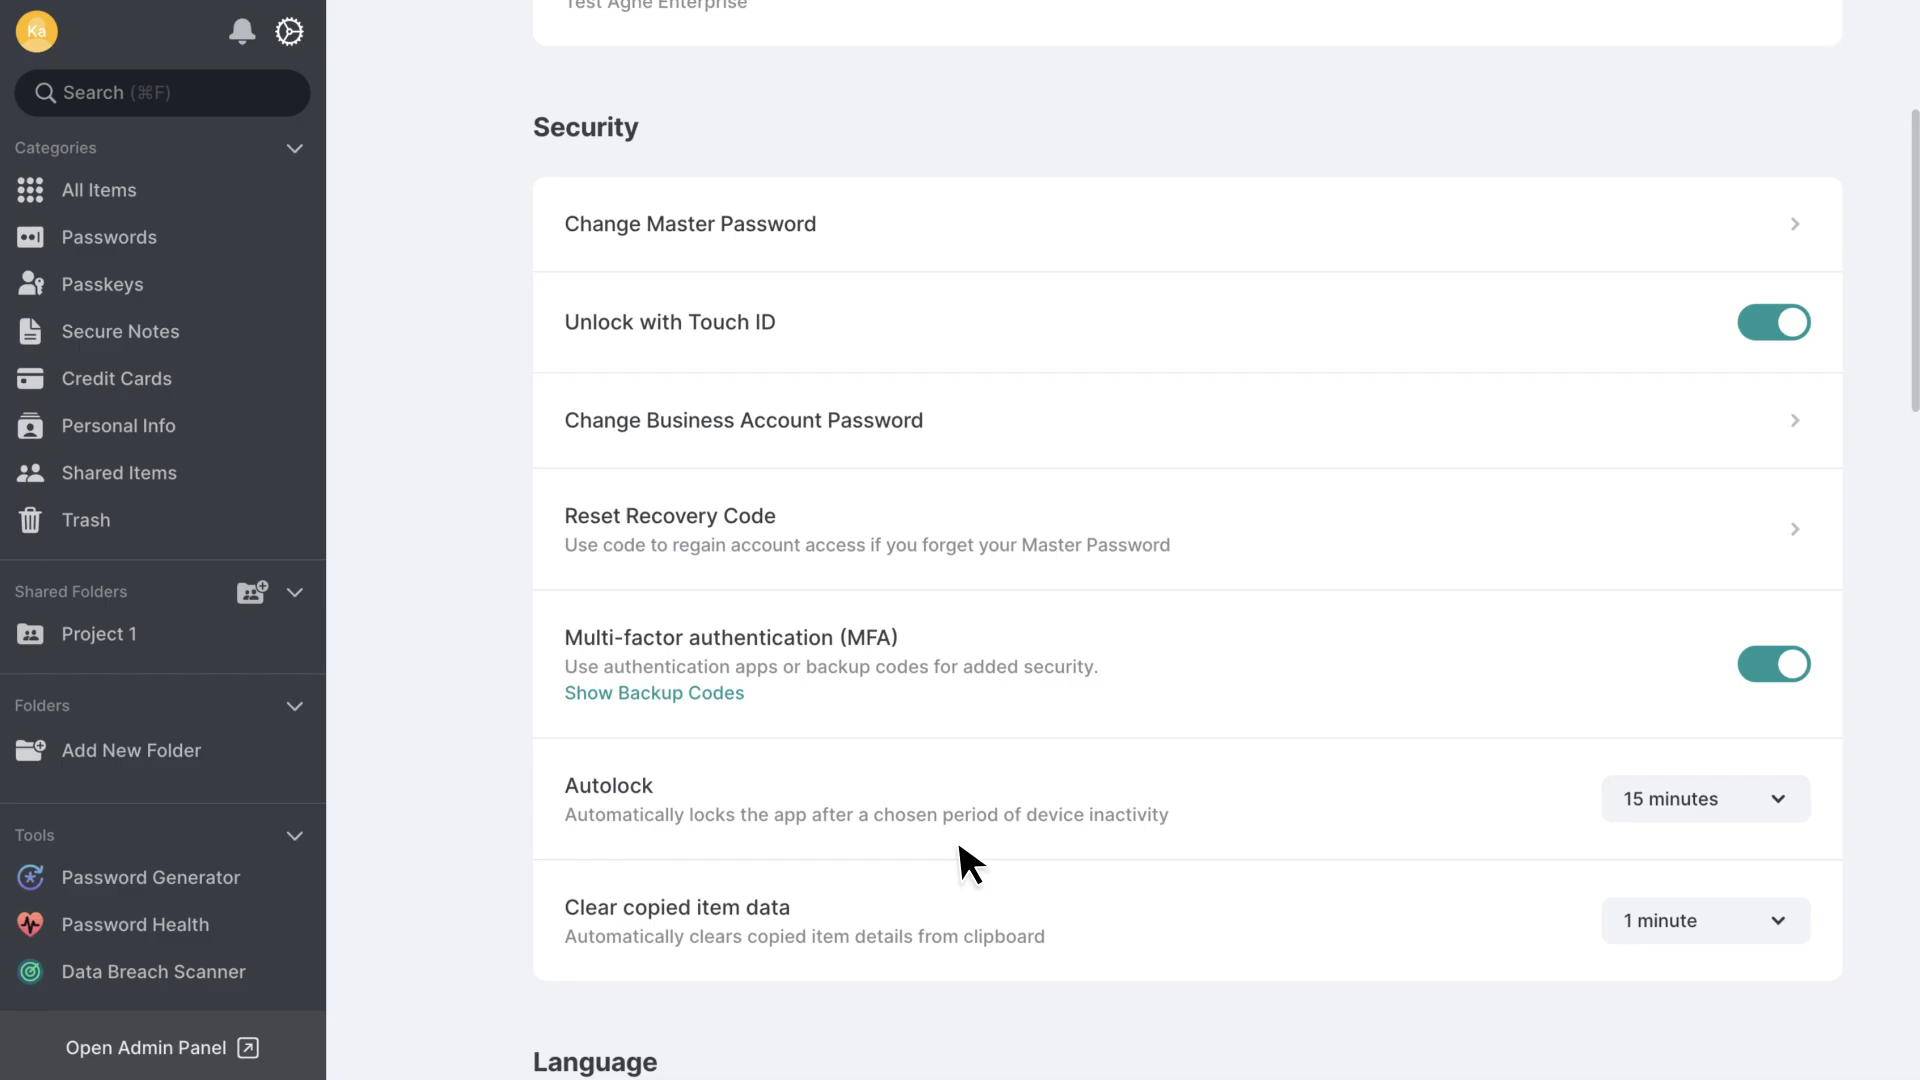 Ka
Search (⌘F)
Categories
All Items
Passwords
Passkeys
Secure Notes
Credit Cards
Personal Info
Shared Items
Trash
Shared Folders
Project 1
Folders
Add New Folder
Tools
Password Generator
Password Health
Data Breach Scanner
Open Admin Panel
Test Agne Enterprise
Security
Change Master Password
Unlock with Touch ID
Change Business Account Password
Reset Recovery Code
Use code to regain account access if you forget your Master Password
Multi-factor authentication (MFA)
Use authentication apps or backup codes for added security.
Show Backup Codes
Autolock
Automatically locks the app after a chosen period of device inactivity
15 minutes
Clear copied item data
Automatically clears copied item details from clipboard
1 minute
Language